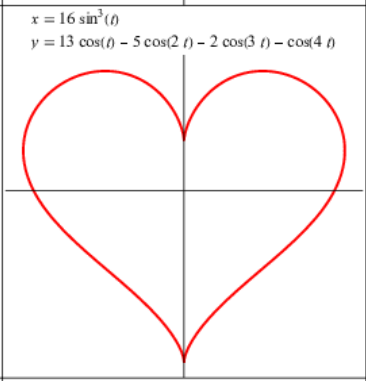 x = 16 sin³(t)
y = 13 cos(t) − 5 cos(2 t) − 2 cos(3 t) − cos(4 t)